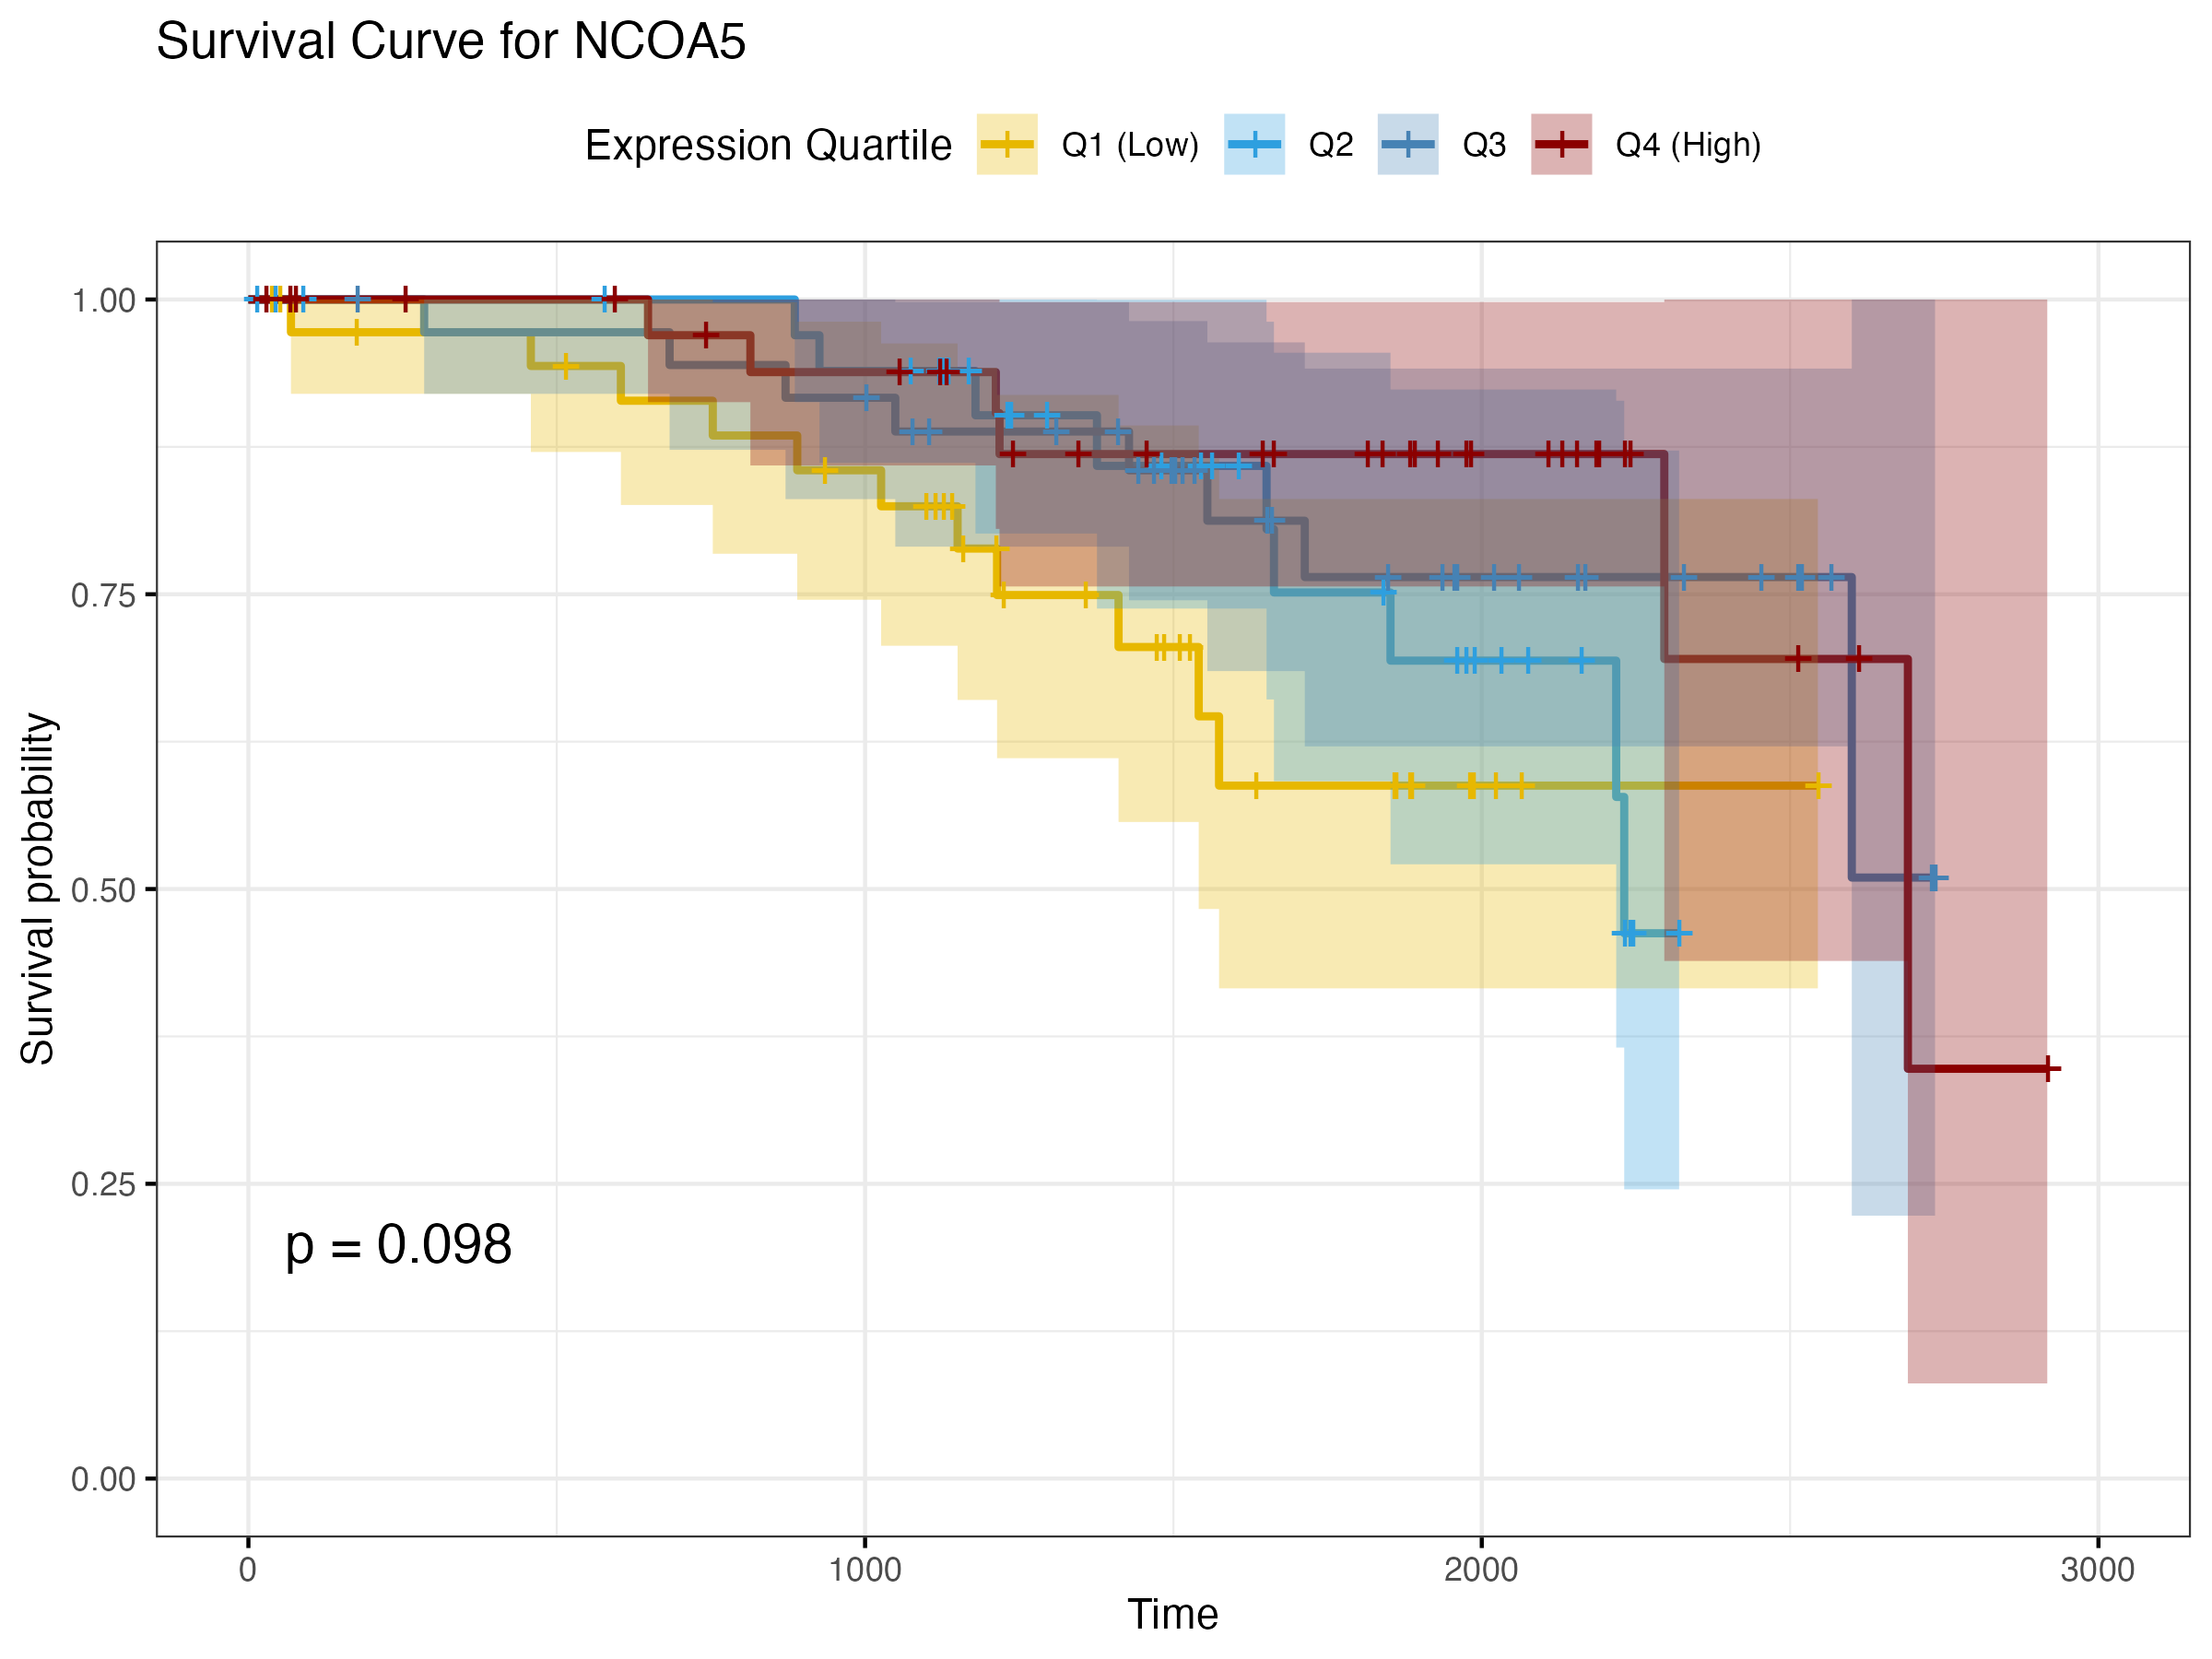 Survival Curve for NCOA5
Expression Quartile Q1 (Low) Q2 Q3 Q4 (High)
1.00
0.75
0.50
0.25
0.00
Survival probability
p = 0.098
0 1000 2000 3000
Time